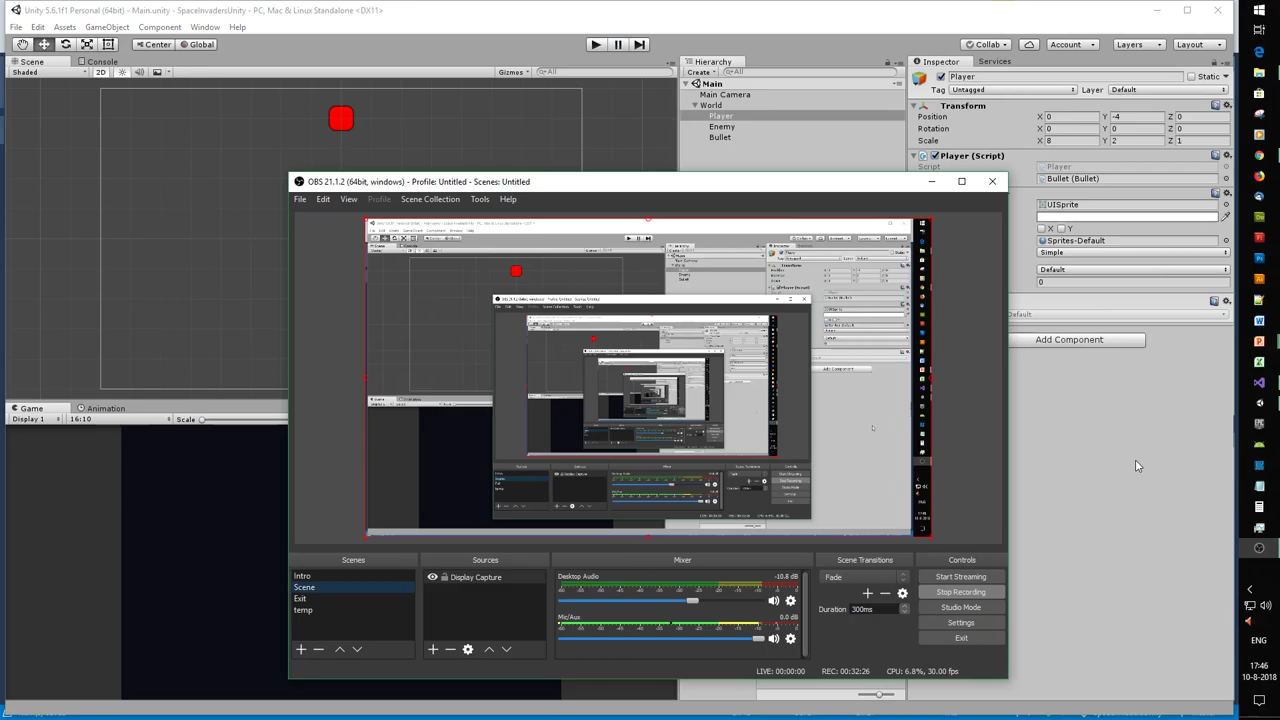 Unity 5.6.1f1 Personal (64bit) - Main.unity - SpaceInvadersUnity - PC, Mac & Linux Standalone <DX11>
File Edit Assets GameObject Component Window Help
Center Global
Collab Account Layers Layout
Scene Console
Shaded 2D Gizmos All
Hierarchy
Create All
Main
Main Camera
World
Player
Enemy
Bullet
Inspector Services
Player Static
Tag Untagged Layer Default
Transform
Position X 0 Y -4 Z 0
Rotation X 0 Y 0 Z 0
Scale X 8 Y 2 Z 1
Player (Script)
Script Player
Bullet (Bullet)
UISprite
X Y
Sprites-Default
Simple
Default
0
Default
Add Component
Game Animation
Display 1 16:10 Scale
OBS 21.1.2 (64bit, windows) - Profile: Untitled - Scenes: Untitled
File Edit View Profile Scene Collection Tools Help
Scenes
Intro
Scene
Exit
temp
Sources
Display Capture
Mixer
Desktop Audio -10.8 dB
Mic/Aux 0.0 dB
Scene Transitions
Fade
Duration 300ms
Controls
Start Streaming
Stop Recording
Studio Mode
Settings
Exit
LIVE: 00:00:00 REC: 00:32:26 CPU: 6.8%, 30.00 fps
ENG
17:46
10-8-2018